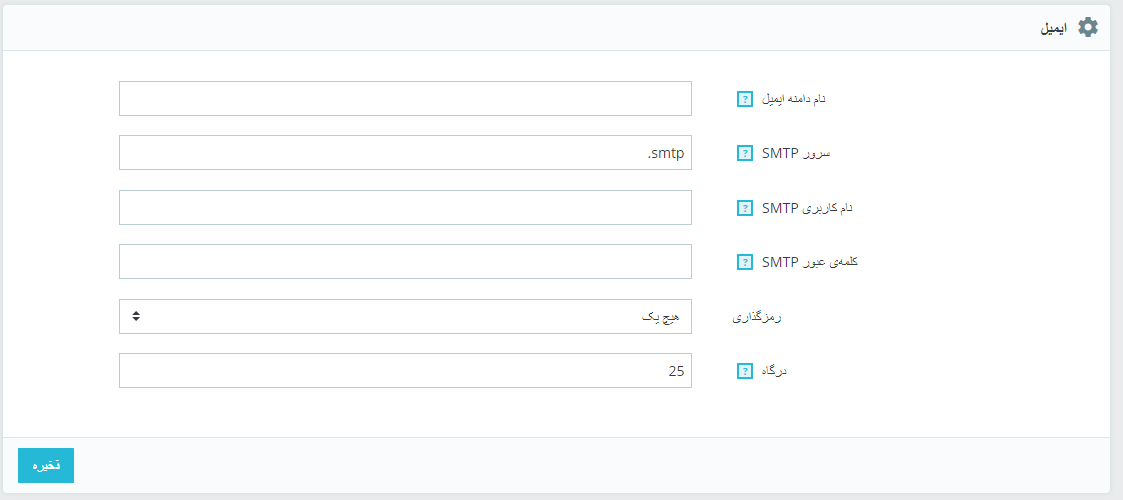 ایمیل
نام دامنه ایمیل ?
سرور SMTP ? smtp.
نام کاربری SMTP ?
کلمه‌ی عبور SMTP ?
رمزگذاری هیچ یک
درگاه ? 25
ذخیره